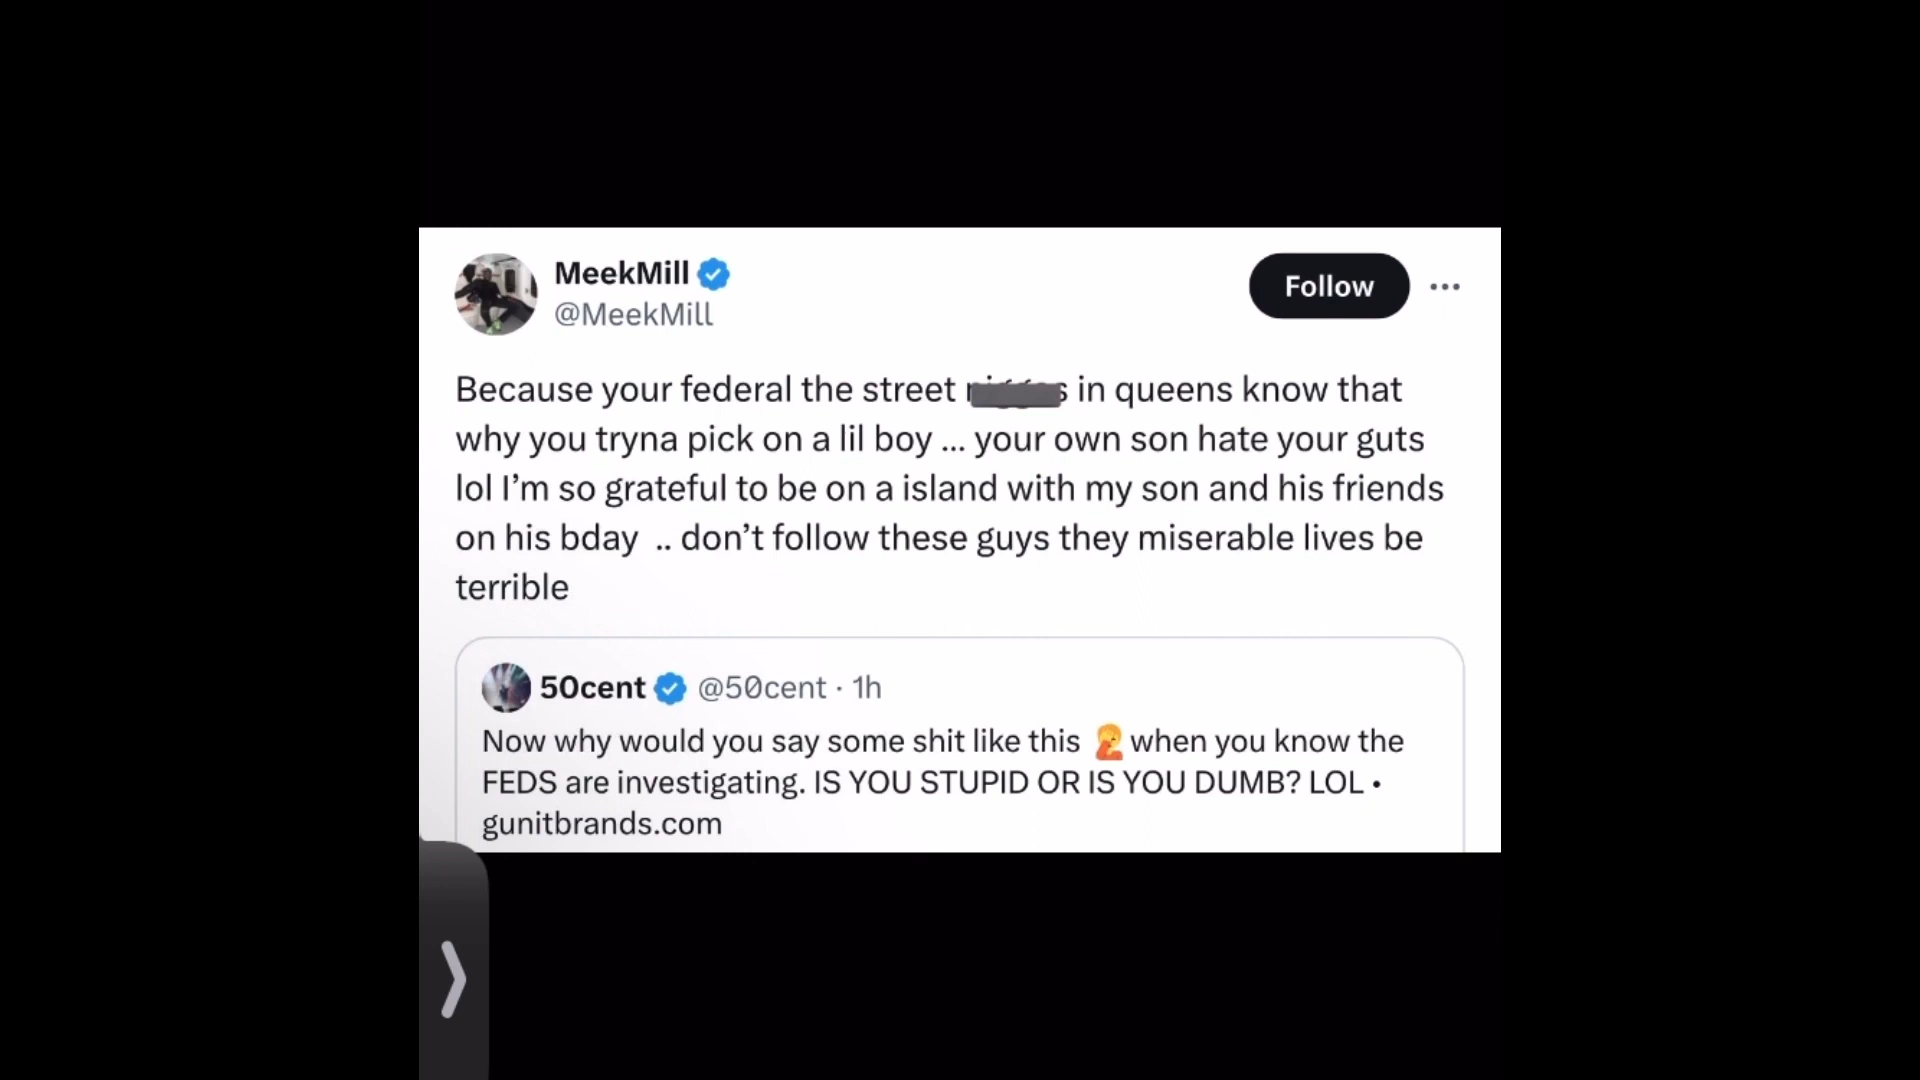 MeekMill
@MeekMill
Follow
Because your federal the street in queens know that
why you tryna pick on a lil boy ... your own son hate your guts
lol I’m so grateful to be on a island with my son and his friends
on his bday .. don’t follow these guys they miserable lives be
terrible
50cent @50cent · 1h
Now why would you say some shit like this 🤦 when you know the
FEDS are investigating. IS YOU STUPID OR IS YOU DUMB? LOL •
gunitbrands.com